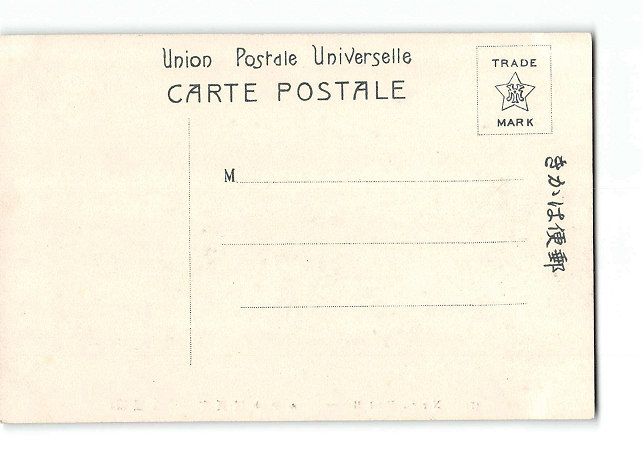 Union Postale Universelle
CARTE POSTALE
TRADE
MARK
M
きかは便郵